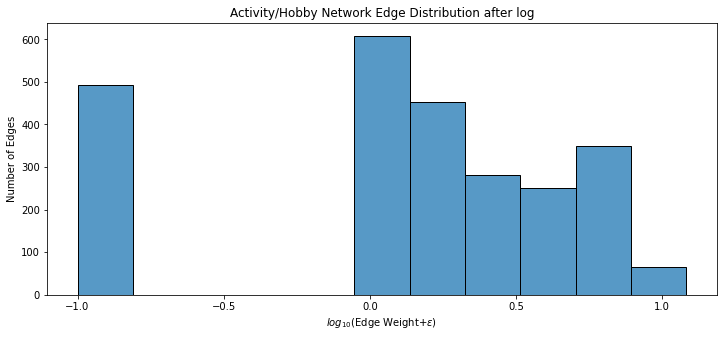 Activity/Hobby Network Edge Distribution after log
Number of Edges
600
500
400
300
200
100
0
−1.0 −0.5 0.0 0.5 1.0
log₁₀(Edge Weight+ε)